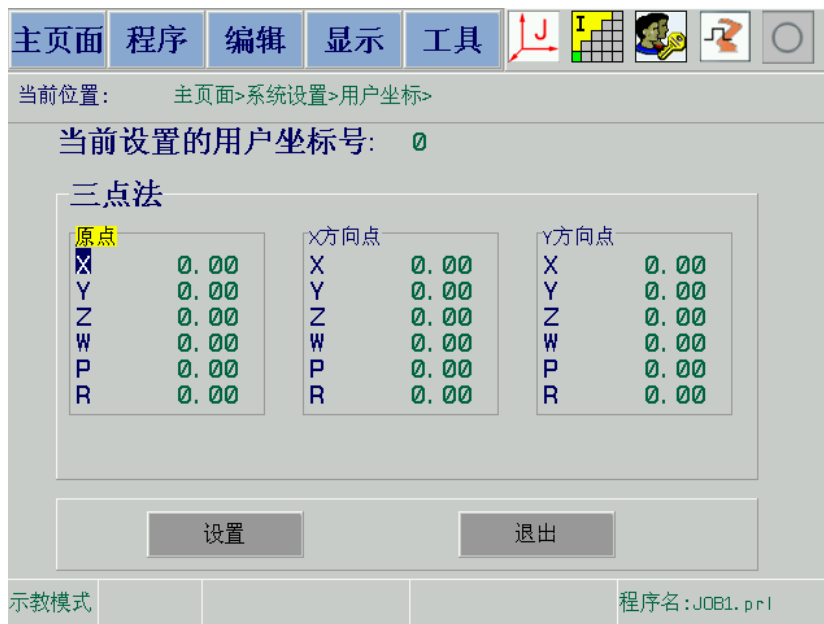 主页面 程序 编辑 显示 工具 J I
当前位置: 主页面>系统设置>用户坐标>
当前设置的用户坐标号: 0
三点法
原点 X方向点 Y方向点
X 0.00 X 0.00 X 0.00
Y 0.00 Y 0.00 Y 0.00
Z 0.00 Z 0.00 Z 0.00
W 0.00 W 0.00 W 0.00
P 0.00 P 0.00 P 0.00
R 0.00 R 0.00 R 0.00
设置 退出
示教模式 程序名:JOB1.prl